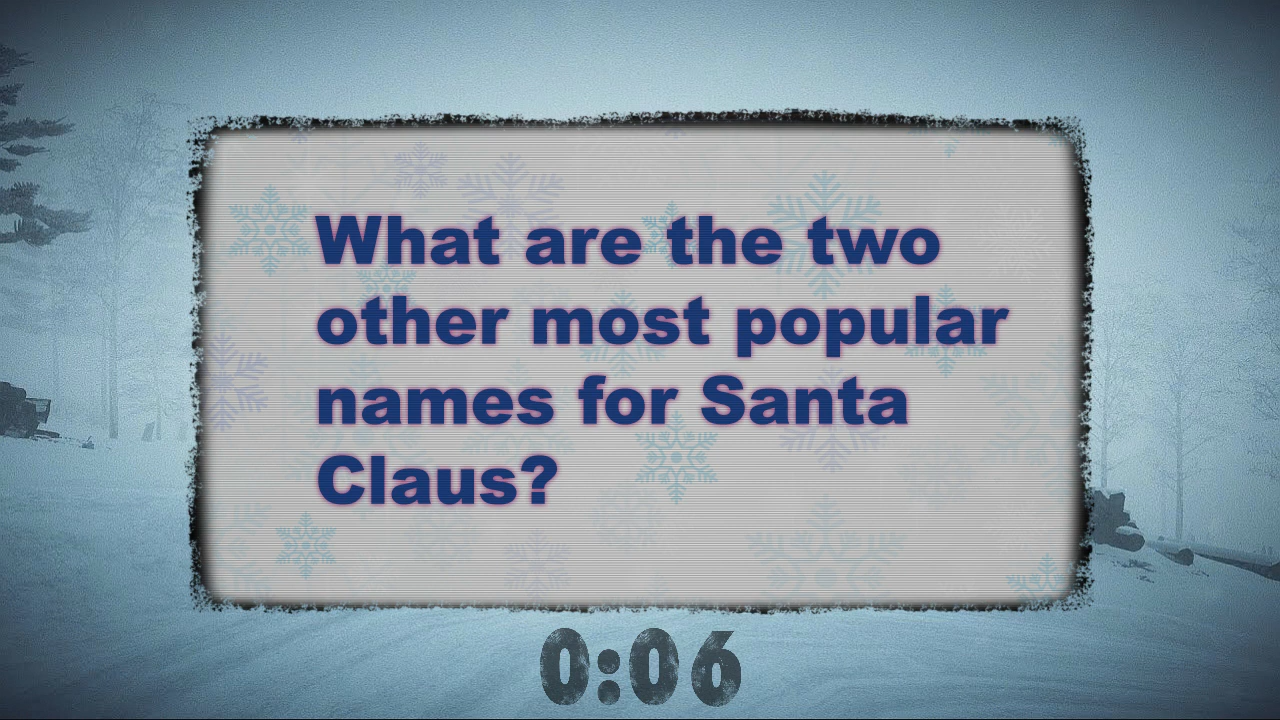 What are the two
other most popular
names for Santa
Claus?
0:06